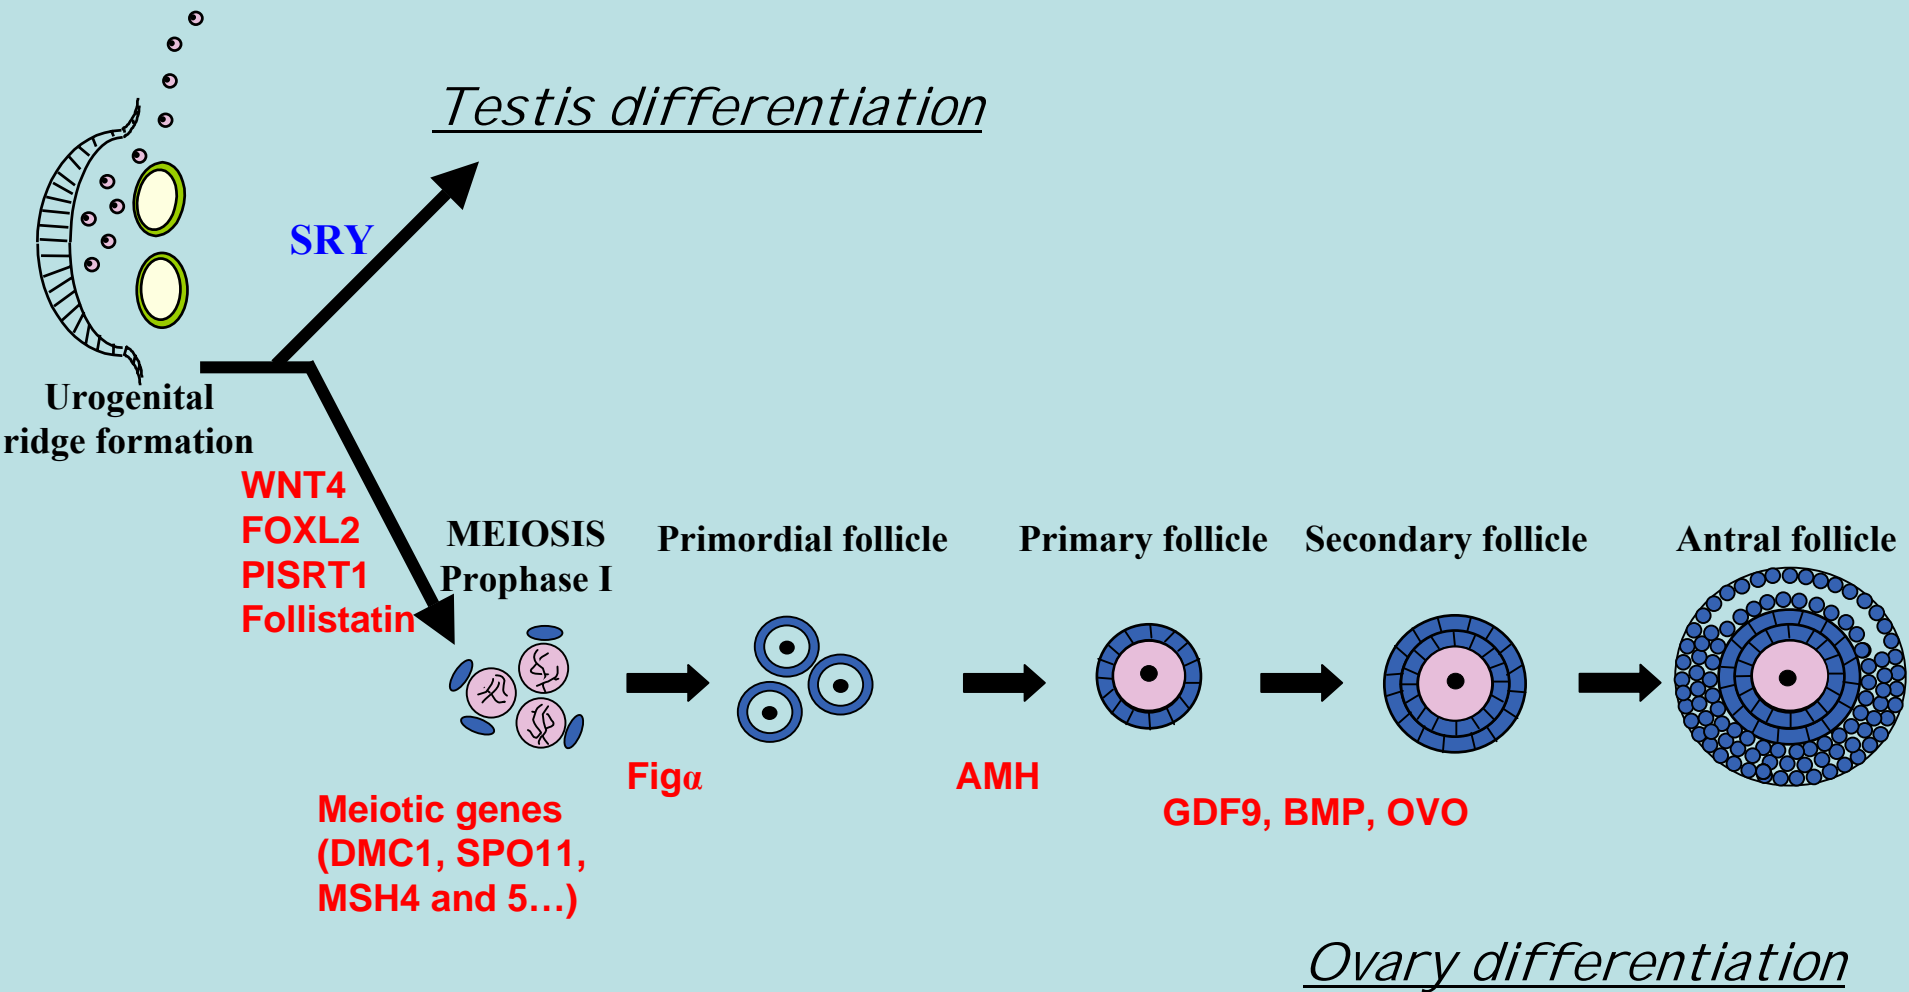 Testis differentiation
SRY
Urogenital
ridge formation
WNT4
FOXL2
PISRT1
Follistatin
MEIOSIS
Prophase I
Primordial follicle
Primary follicle
Secondary follicle
Antral follicle
Figα
AMH
GDF9, BMP, OVO
Meiotic genes
(DMC1, SPO11,
MSH4 and 5…)
Ovary differentiation